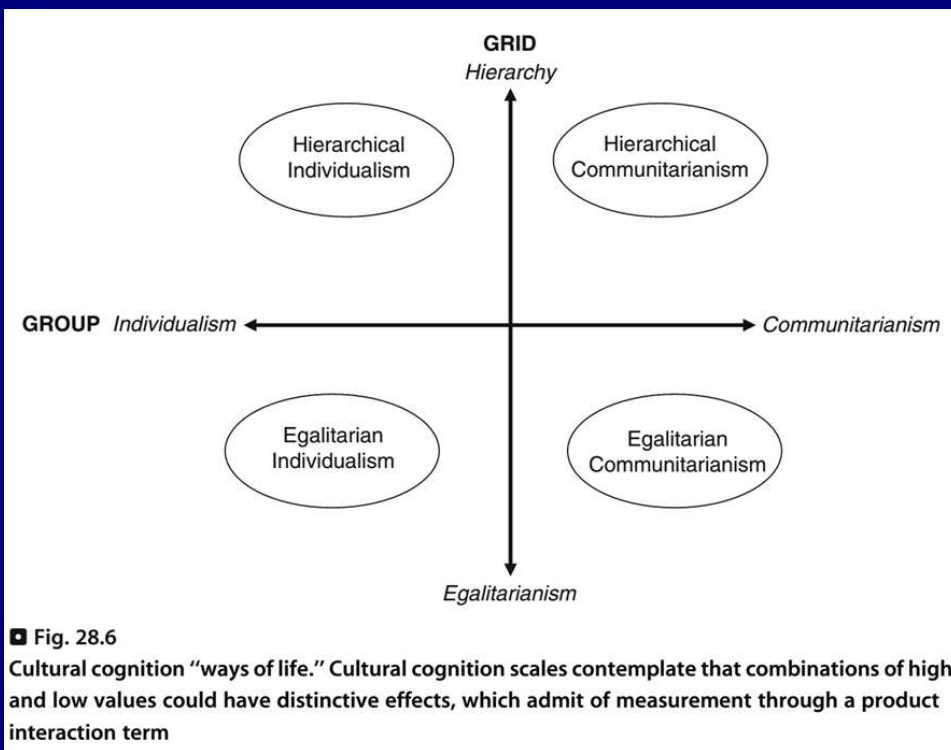 GRID
Hierarchy
Hierarchical
Individualism
Hierarchical
Communitarianism
GROUP Individualism
Communitarianism
Egalitarian
Individualism
Egalitarian
Communitarianism
Egalitarianism
Fig. 28.6
Cultural cognition "ways of life." Cultural cognition scales contemplate that combinations of high
and low values could have distinctive effects, which admit of measurement through a product
interaction term